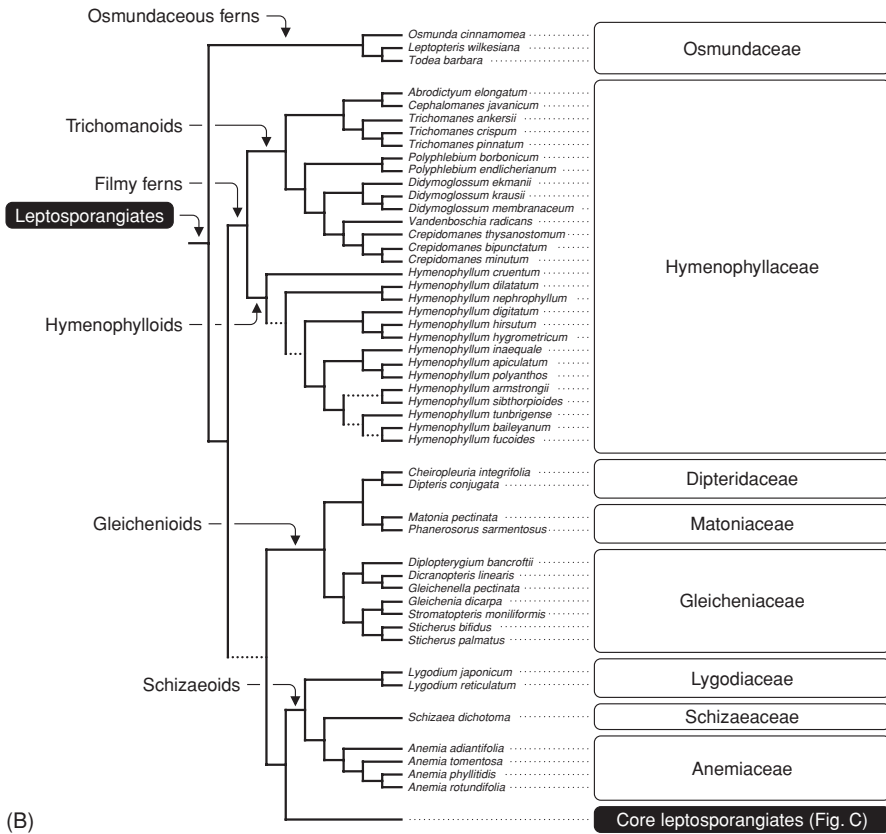 Osmundaceous ferns
Osmunda cinnamomea
Leptopteris wilkesiana
Todea barbara
Osmundaceae
Trichomanoids
Filmy ferns
Leptosporangiates
Hymenophylloids
Abrodictyum elongatum
Cephalomanes javanicum
Trichomanes ankersii
Trichomanes crispum
Trichomanes pinnatum
Polyphlebium borbonicum
Polyphlebium endlicherianum
Didymoglossum ekmanii
Didymoglossum krausii
Didymoglossum membranaceum
Vandenboschia radicans
Crepidomanes thysanostomum
Crepidomanes bipunctatum
Crepidomanes minutum
Hymenophyllum cruentum
Hymenophyllum dilatatum
Hymenophyllum nephrophyllum
Hymenophyllum digitatum
Hymenophyllum hirsutum
Hymenophyllum hygrometricum
Hymenophyllum inaequale
Hymenophyllum apiculatum
Hymenophyllum polyanthos
Hymenophyllum armstrongii
Hymenophyllum sibthorpioides
Hymenophyllum tunbrigense
Hymenophyllum baileyanum
Hymenophyllum fucoides
Hymenophyllaceae
Gleichenioids
Cheiropleuria integrifolia
Dipteris conjugata
Dipteridaceae
Matonia pectinata
Phanerosorus sarmentosus
Matoniaceae
Diplopterygium bancroftii
Dicranopteris linearis
Gleichenella pectinata
Gleichenia dicarpa
Stromatopteris moniliformis
Sticherus bifidus
Sticherus palmatus
Gleicheniaceae
Schizaeoids
Lygodium japonicum
Lygodium reticulatum
Lygodiaceae
Schizaea dichotoma
Schizaeaceae
Anemia adiantifolia
Anemia tomentosa
Anemia phyllitidis
Anemia rotundifolia
Anemiaceae
(B)
Core leptosporangiates (Fig. C)